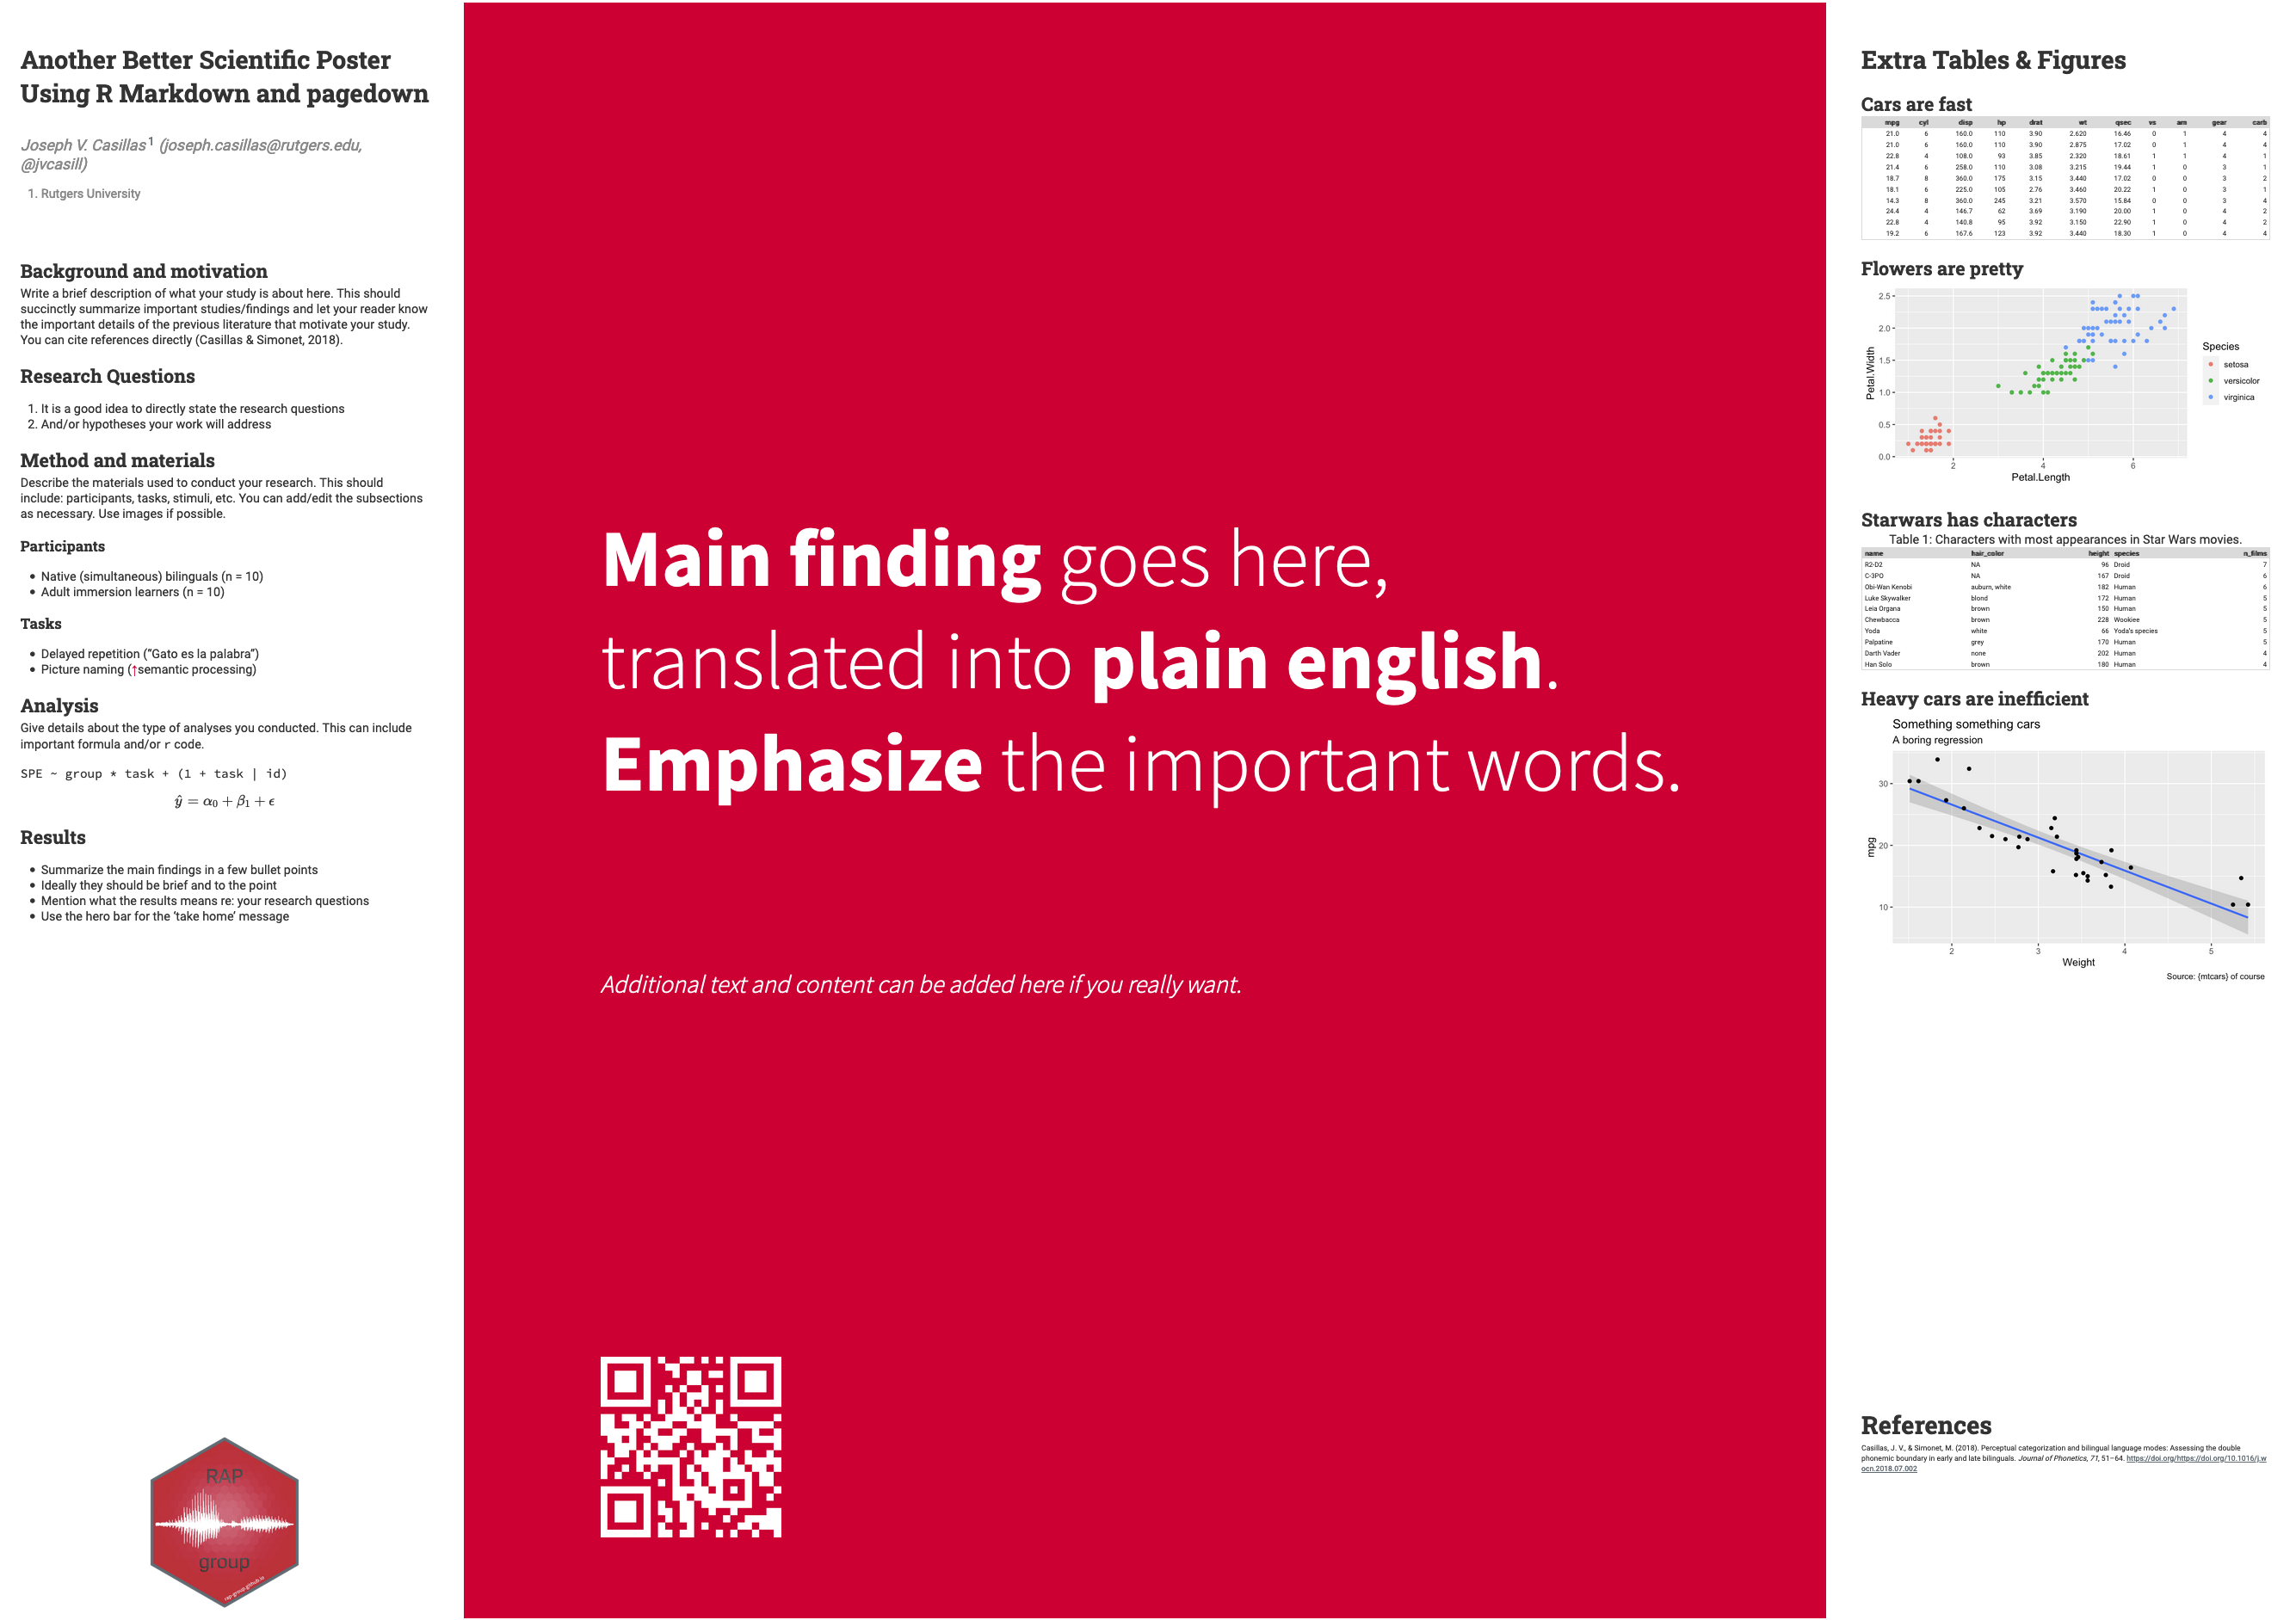 Another Better Scientific Poster
Using R Markdown and pagedown
Joseph V. Casillas1 (joseph.casillas@rutgers.edu,
@jvcasill)
1. Rutgers University
Background and motivation
Write a brief description of what your study is about here. This should
succinctly summarize important studies/findings and let your reader know
the important details of the previous literature that motivate your study.
You can cite references directly (Casillas & Simonet, 2018).
Research Questions
1. It is a good idea to directly state the research questions
2. And/or hypotheses your work will address
Method and materials
Describe the materials used to conduct your research. This should
include: participants, tasks, stimuli, etc. You can add/edit the subsections
as necessary. Use images if possible.
Participants
• Native (simultaneous) bilinguals (n = 10)
• Adult immersion learners (n = 10)
Tasks
• Delayed repetition (“Gato es la palabra”)
• Picture naming (↑semantic processing)
Analysis
Give details about the type of analyses you conducted. This can include
important formula and/or r code.
SPE ~ group * task + (1 + task | id)
ŷ = α0 + β1 + ϵ
Results
• Summarize the main findings in a few bullet points
• Ideally they should be brief and to the point
• Mention what the results means re: your research questions
• Use the hero bar for the ‘take home’ message
RAP
group
rap-group.github.io
Main finding goes here,
translated into plain english.
Emphasize the important words.
Additional text and content can be added here if you really want.
Extra Tables & Figures
Cars are fast
mpg cyl disp hp drat wt qsec vs am gear carb
21.0 6 160.0 110 3.90 2.620 16.46 0 1 4 4
21.0 6 160.0 110 3.90 2.875 17.02 0 1 4 4
22.8 4 108.0 93 3.85 2.320 18.61 1 1 4 1
21.4 6 258.0 110 3.08 3.215 19.44 1 0 3 1
18.7 8 360.0 175 3.15 3.440 17.02 0 0 3 2
18.1 6 225.0 105 2.76 3.460 20.22 1 0 3 1
14.3 8 360.0 245 3.21 3.570 15.84 0 0 3 4
24.4 4 146.7 62 3.69 3.190 20.00 1 0 4 2
22.8 4 140.8 95 3.92 3.150 22.90 1 0 4 2
19.2 6 167.6 123 3.92 3.440 18.30 1 0 4 4
Flowers are pretty
2.5
2.0
1.5
1.0
0.5
0.0
Petal.Width
2 4 6
Petal.Length
Species
setosa
versicolor
virginica
Starwars has characters
Table 1: Characters with most appearances in Star Wars movies.
name hair_color height species n_films
R2-D2 NA 96 Droid 7
C-3PO NA 167 Droid 6
Obi-Wan Kenobi auburn, white 182 Human 6
Luke Skywalker blond 172 Human 5
Leia Organa brown 150 Human 5
Chewbacca brown 228 Wookiee 5
Yoda white 66 Yoda's species 5
Palpatine grey 170 Human 5
Darth Vader none 202 Human 4
Han Solo brown 180 Human 4
Heavy cars are inefficient
Something something cars
A boring regression
30
20
10
mpg
2 3 4 5
Weight
Source: {mtcars} of course
References
Casillas, J. V., & Simonet, M. (2018). Perceptual categorization and bilingual language modes: Assessing the double
phonemic boundary in early and late bilinguals. Journal of Phonetics, 71, 51–64. https://doi.org/https://doi.org/10.1016/j.w
ocn.2018.07.002